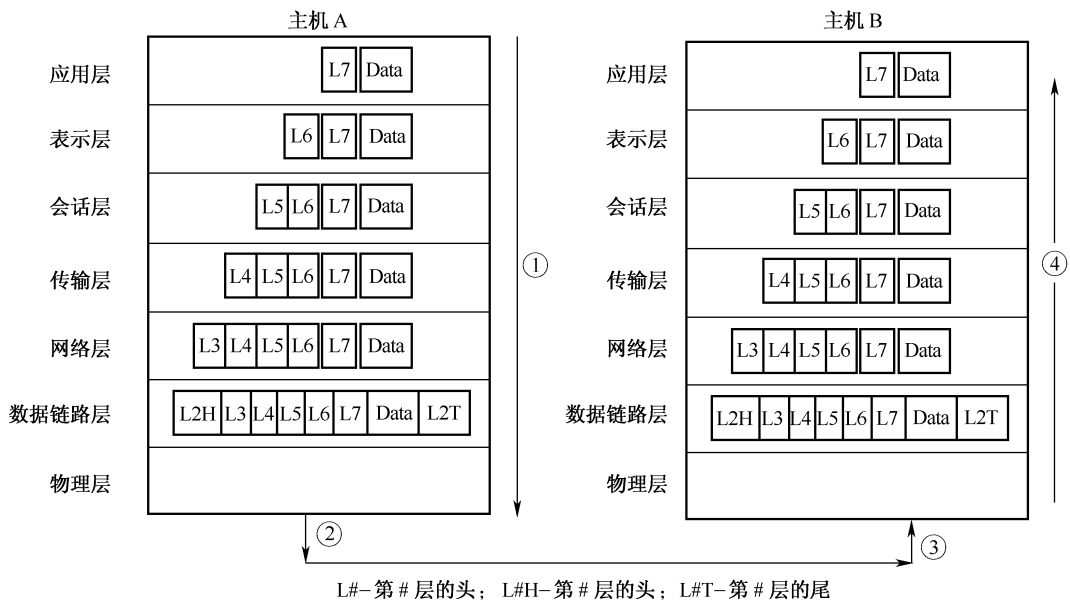 主机 A
应用层 L7 Data
表示层 L6 L7 Data
会话层 L5 L6 L7 Data
传输层 L4 L5 L6 L7 Data
网络层 L3 L4 L5 L6 L7 Data
数据链路层 L2H L3 L4 L5 L6 L7 Data L2T
物理层
①
②
主机 B
应用层 L7 Data
表示层 L6 L7 Data
会话层 L5 L6 L7 Data
传输层 L4 L5 L6 L7 Data
网络层 L3 L4 L5 L6 L7 Data
数据链路层 L2H L3 L4 L5 L6 L7 Data L2T
物理层
④
③
L#–第 # 层的头； L#H–第 # 层的头； L#T–第 # 层的尾